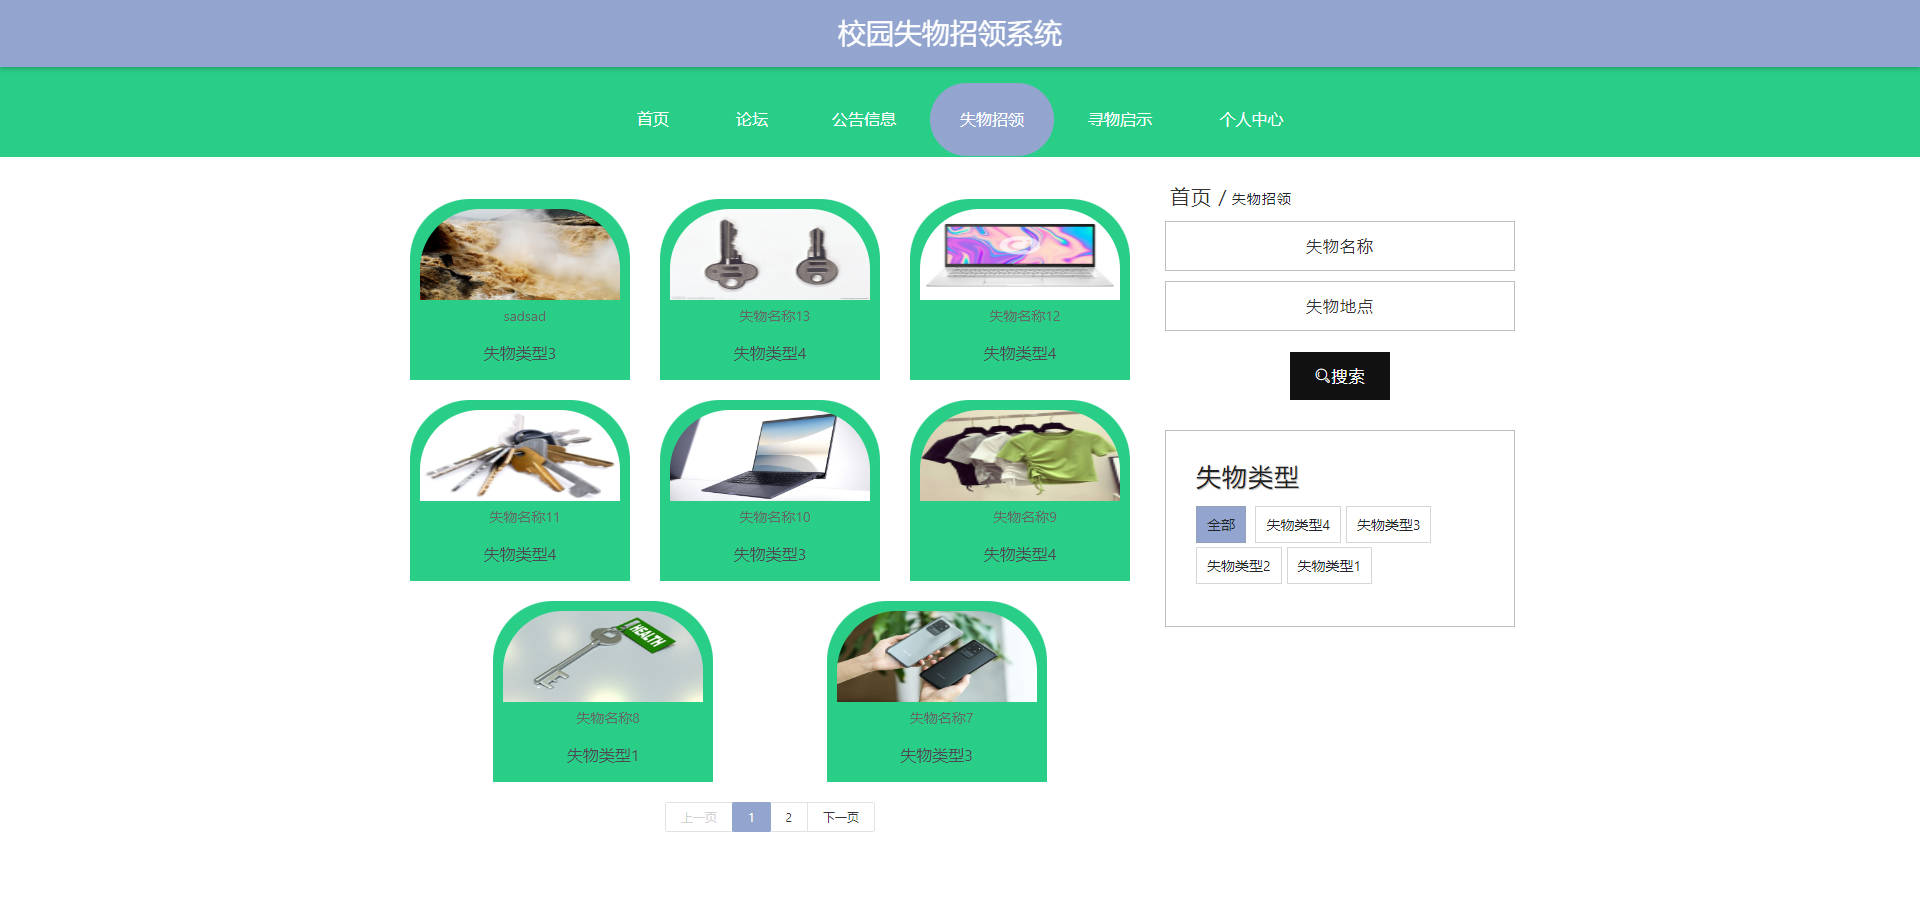 校园失物招领系统
首页 论坛 公告信息 失物招领 寻物启示 个人中心
首页 / 失物招领
失物名称
失物地点
搜索
失物类型
全部 失物类型4 失物类型3
失物类型2 失物类型1
sadsad 失物名称13 失物名称12
失物类型3 失物类型4 失物类型4
失物名称11 失物名称10 失物名称9
失物类型4 失物类型3 失物类型4
HEALTH
失物名称8 失物名称7
失物类型1 失物类型3
上一页 1 2 下一页